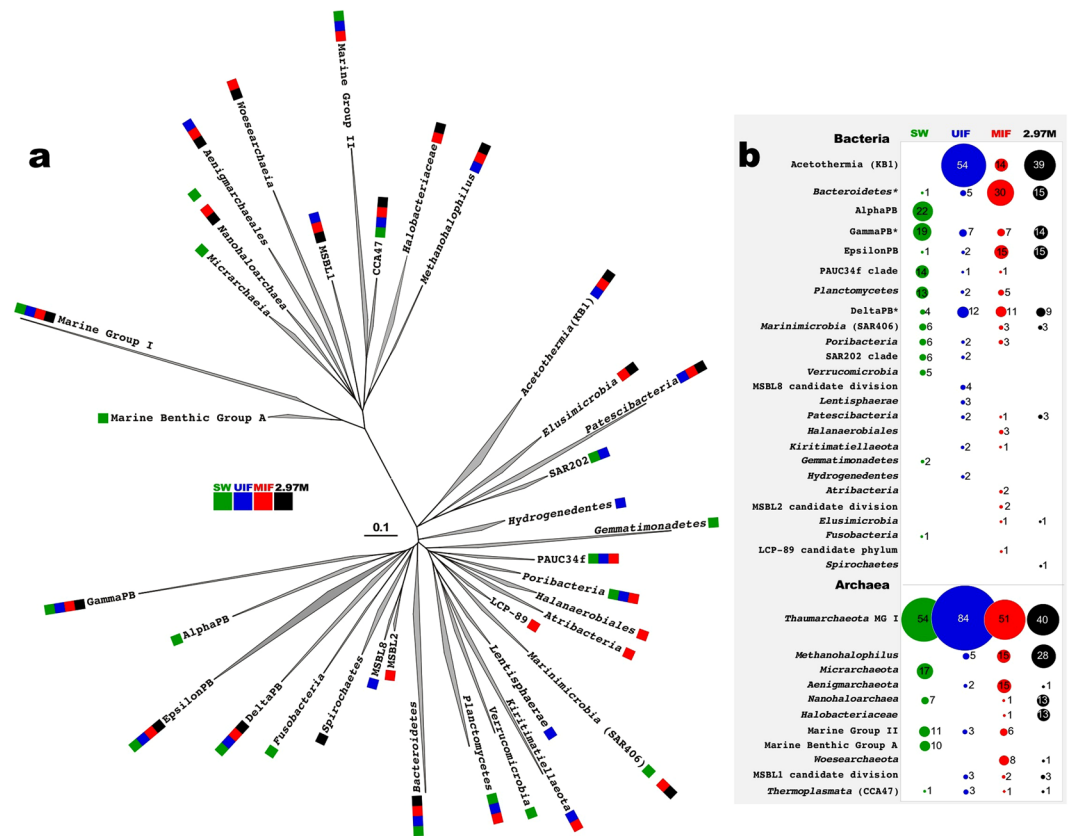 a
Marine Group II
Woesearchaeia
Aenigmarchaeales
Nanohaloarchaea
Micrarchaeia
MSBL1
CCA47
Halobacteriaceae
Methanohalophilus
Marine Group I
Marine Benthic Group A
Acetothermia(KB1)
Elusimicrobia
Patescibacteria
SAR202
Hydrogenedentes
Gemmatimonadetes
PAUC34f
Poribacteria
Halanaerobiales
Atribacteria
LCP-89
Marinimicrobia (SAR406)
Lentisphaerae
Kiritimatiellaeota
Verrucomicrobia
Planctomycetes
Bacteroidetes
MSBL2
MSBL8
Spirochaetes
Fusobacteria
DeltaPB
EpsilonPB
AlphaPB
GammaPB
SW UIF MIF 2.97M
0.1
b
SW UIF MIF 2.97M
Bacteria
Acetothermia (KB1) 54 14 39
Bacteroidetes* 1 5 30 15
AlphaPB 22
GammaPB* 19 7 7 14
EpsilonPB 1 2 15 15
PAUC34f clade 14 1 1
Planctomycetes 13 2 5
DeltaPB* 4 12 11 9
Marinimicrobia (SAR406) 6 3 3
Poribacteria 6 2 3
SAR202 clade 6 2
Verrucomicrobia 5
MSBL8 candidate division 4
Lentisphaerae 3
Patescibacteria 2 1 3
Halanaerobiales 3
Kiritimatiellaeota 2 1
Gemmatimonadetes 2
Hydrogenedentes 2
Atribacteria 2
MSBL2 candidate division 2
Elusimicrobia 1 1
Fusobacteria 1
LCP-89 candidate phylum 1
Spirochaetes 1
Archaea
Thaumarchaeota MG I 54 84 51 40
Methanohalophilus 5 15 28
Micrarchaeota 17
Aenigmarchaeota 2 15 1
Nanohaloarchaea 7 1 13
Halobacteriaceae 1 13
Marine Group II 11 3 6
Marine Benthic Group A 10
Woesearchaeota 8 1
MSBL1 candidate division 3 2 3
Thermoplasmata (CCA47) 1 3 1 1